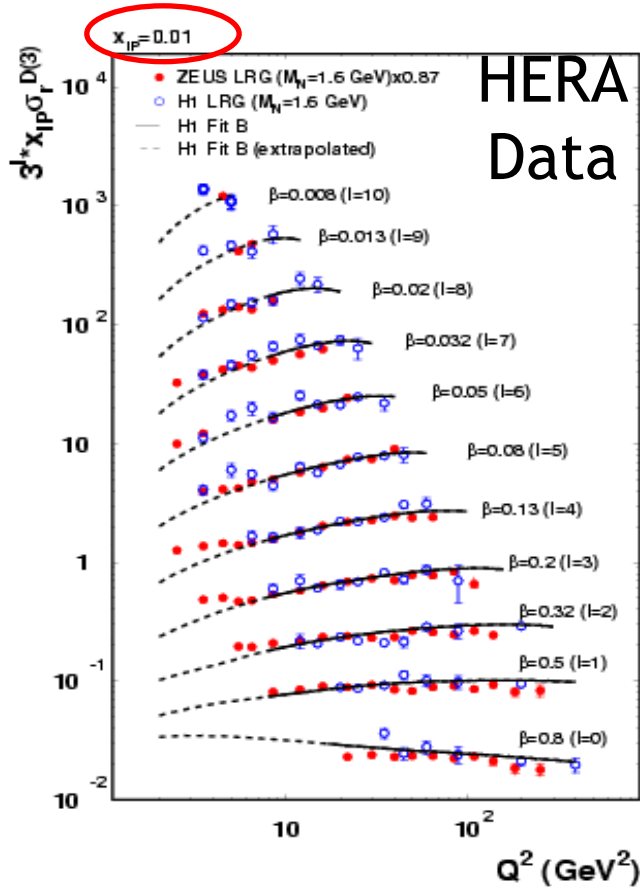 x_IP=0.01
HERA
Data
ZEUS LRG (M_N=1.6 GeV)x0.87
H1 LRG (M_N=1.6 GeV)
H1 Fit B
H1 Fit B (extrapolated)
3^l*x_IPσ_r^D(3)
10^4
10^3
10^2
10
1
10^-1
10^-2
β=0.008 (l=10)
β=0.013 (l=9)
β=0.02 (l=8)
β=0.032 (l=7)
β=0.05 (l=6)
β=0.08 (l=5)
β=0.13 (l=4)
β=0.2 (l=3)
β=0.32 (l=2)
β=0.5 (l=1)
β=0.8 (l=0)
10
10^2
Q^2 (GeV^2)